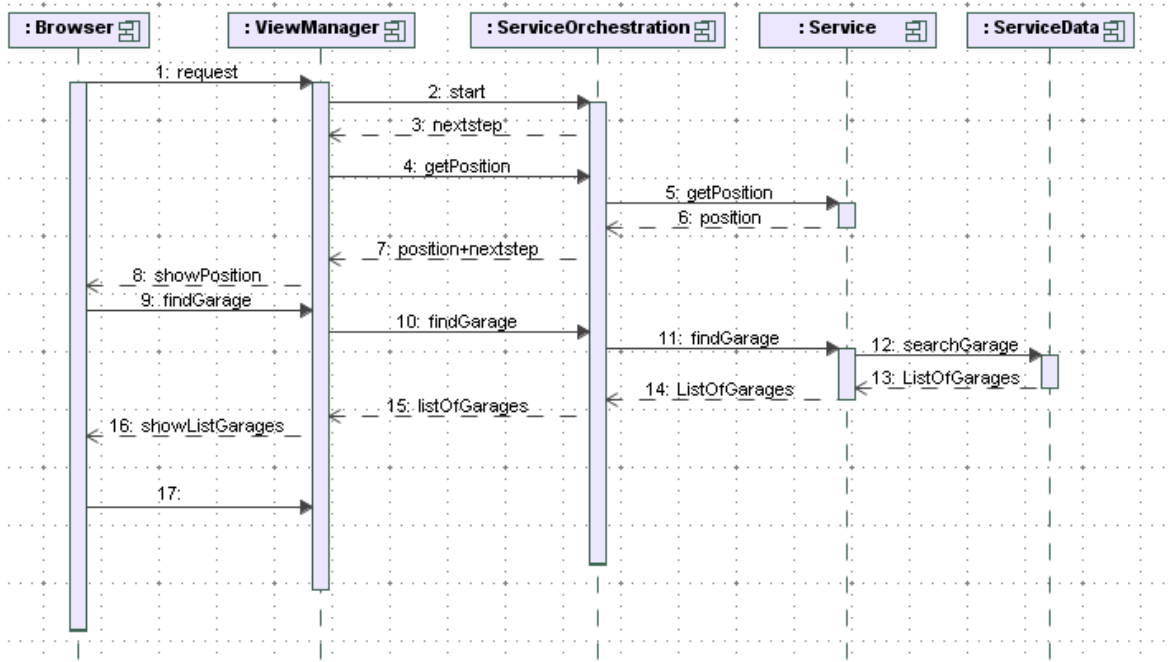 : Browser
: ViewManager
: ServiceOrchestration
: Service
: ServiceData
1: request
2: start
3: nextstep
4: getPosition
5: getPosition
6: position
7: position+nextstep
8: showPosition
9: findGarage
10: findGarage
11: findGarage
12: searchGarage
13: ListOfGarages
14: ListOfGarages
15: listOfGarages
16: showListGarages
17: